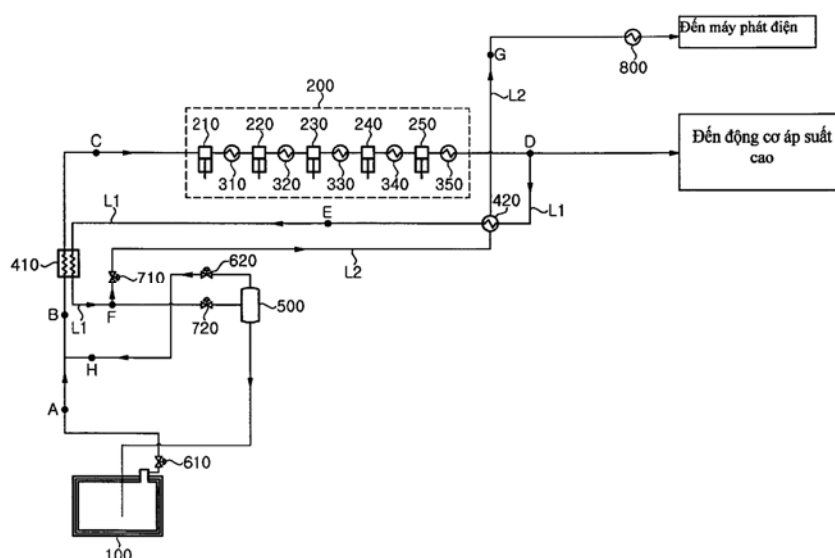 Đến máy phát điện
G
800
200
L2
C
210
220
230
240
250
D
Đến động cơ áp suất
cao
310
320
330
340
350
L1
E
420
L1
410
620
L2
710
500
B
L1
F
720
H
A
610
100